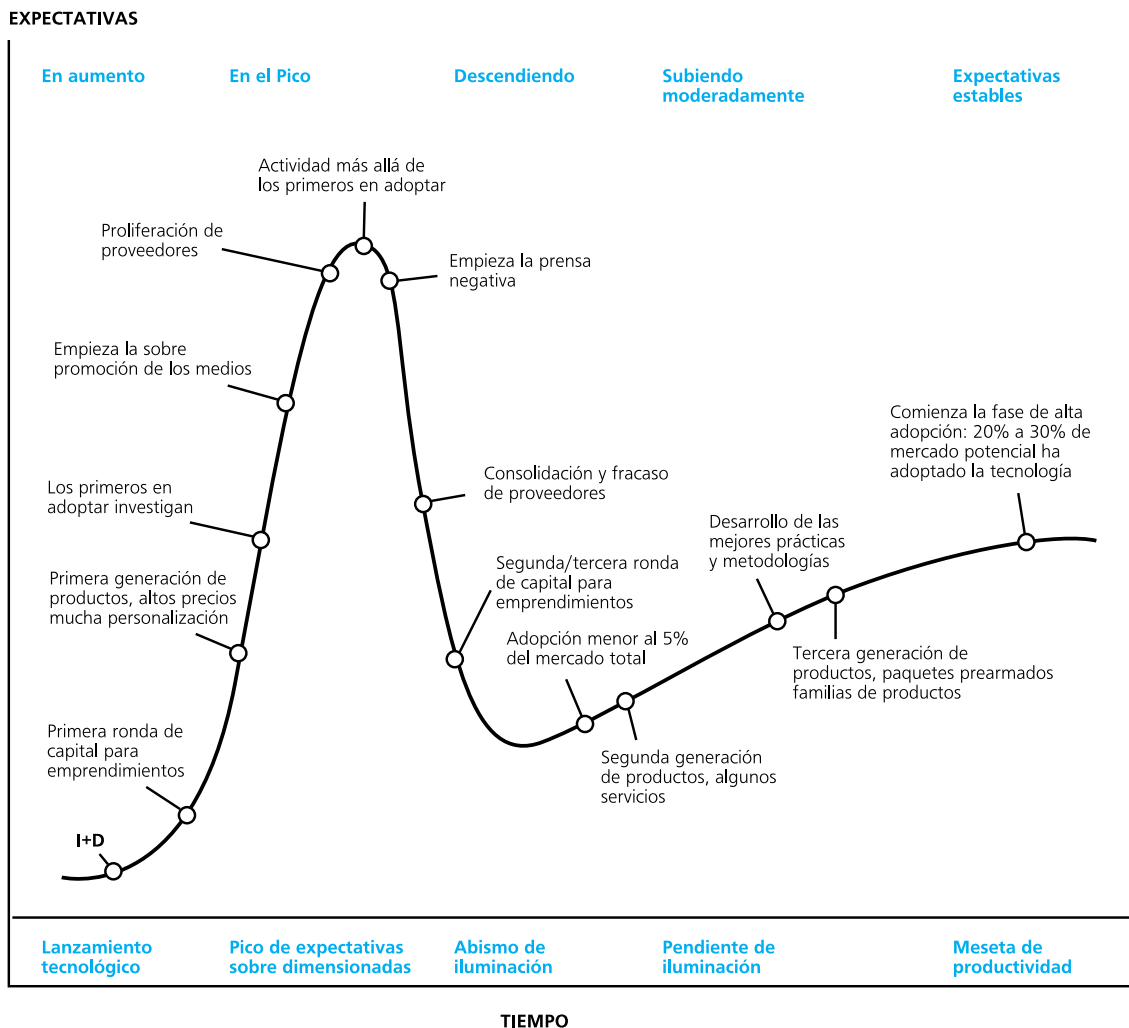 EXPECTATIVAS
En aumento
En el Pico
Descendiendo
Subiendo
moderadamente
Expectativas
estables
Actividad más allá de
los primeros en adoptar
Proliferación de
proveedores
Empieza la prensa
negativa
Empieza la sobre
promoción de los medios
Comienza la fase de alta
adopción: 20% a 30% de
mercado potencial ha
adoptado la tecnología
Los primeros en
adoptar investigan
Consolidación y fracaso
de proveedores
Desarrollo de las
mejores prácticas
y metodologías
Primera generación de
productos, altos precios
mucha personalización
Segunda/tercera ronda
de capital para
emprendimientos
Adopción menor al 5%
del mercado total
Tercera generación de
productos, paquetes prearmados
familias de productos
Primera ronda de
capital para
emprendimientos
Segunda generación
de productos, algunos
servicios
I+D
Lanzamiento
tecnológico
Pico de expectativas
sobre dimensionadas
Abismo de
iluminación
Pendiente de
iluminación
Meseta de
productividad
TIEMPO